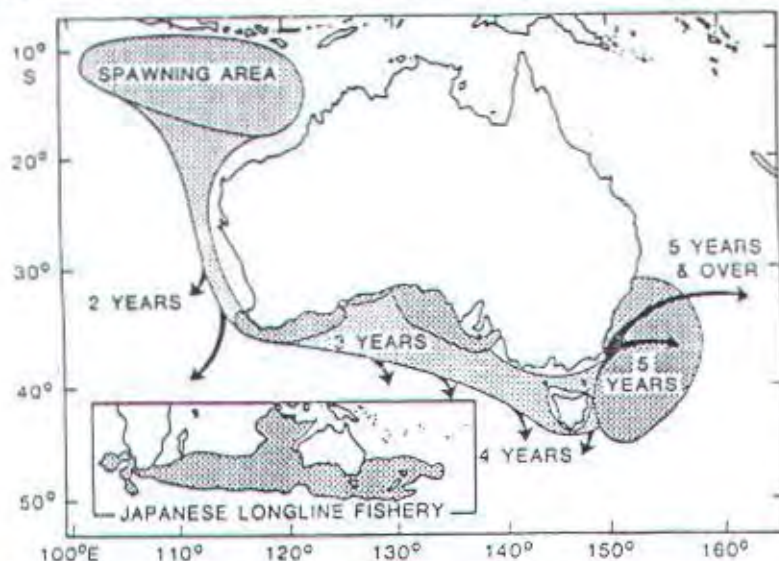 10°
S
SPAWNING AREA
20°
30°
2 YEARS
5 YEARS
& OVER
3 YEARS
5
YEARS
40°
4 YEARS
50°
JAPANESE LONGLINE FISHERY
100°E 110° 120° 130° 140° 150° 160°